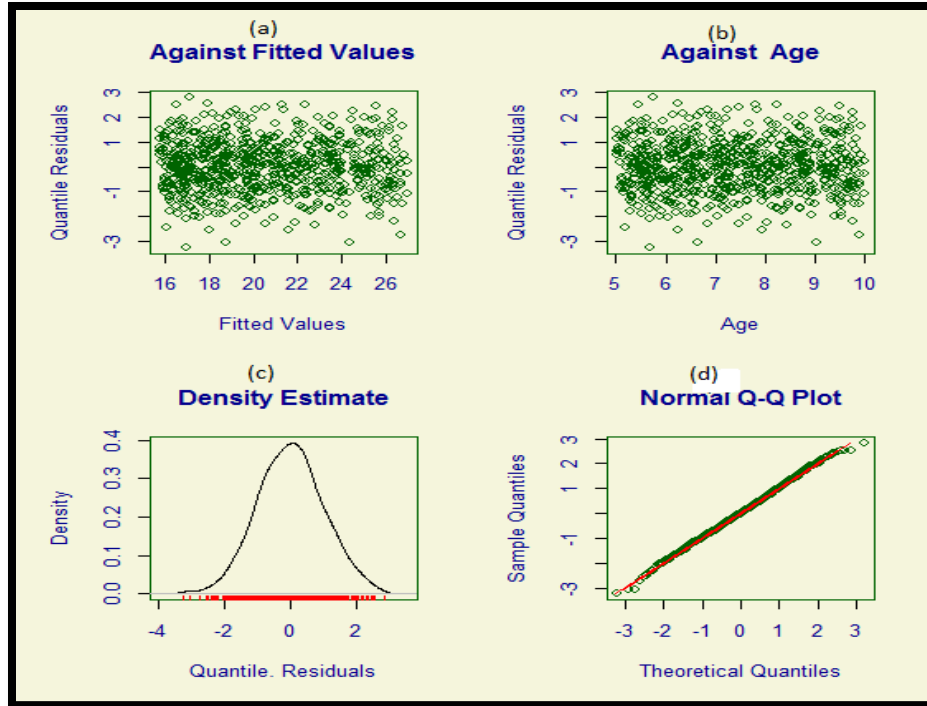 (a)
Against Fitted Values
Quantile Residuals
3
2
1
-1
-3
16 18 20 22 24 26
Fitted Values
(b)
Against Age
Quantile Residuals
3
2
1
-1
-3
5 6 7 8 9 10
Age
(c)
Density Estimate
Density
0.4
0.3
0.2
0.1
0.0
-4 -2 0 2
Quantile. Residuals
(d)
Normal Q-Q Plot
Sample Quantiles
3
2
1
-1
-3
-3 -2 -1 0 1 2 3
Theoretical Quantiles